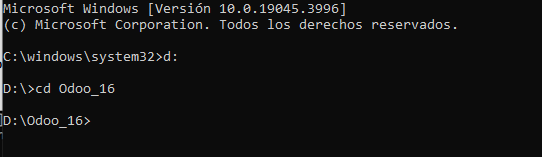 Microsoft Windows [Versión 10.0.19045.3996]
(c) Microsoft Corporation. Todos los derechos reservados.
C:\windows\system32>d:
D:\>cd Odoo_16
D:\Odoo_16>